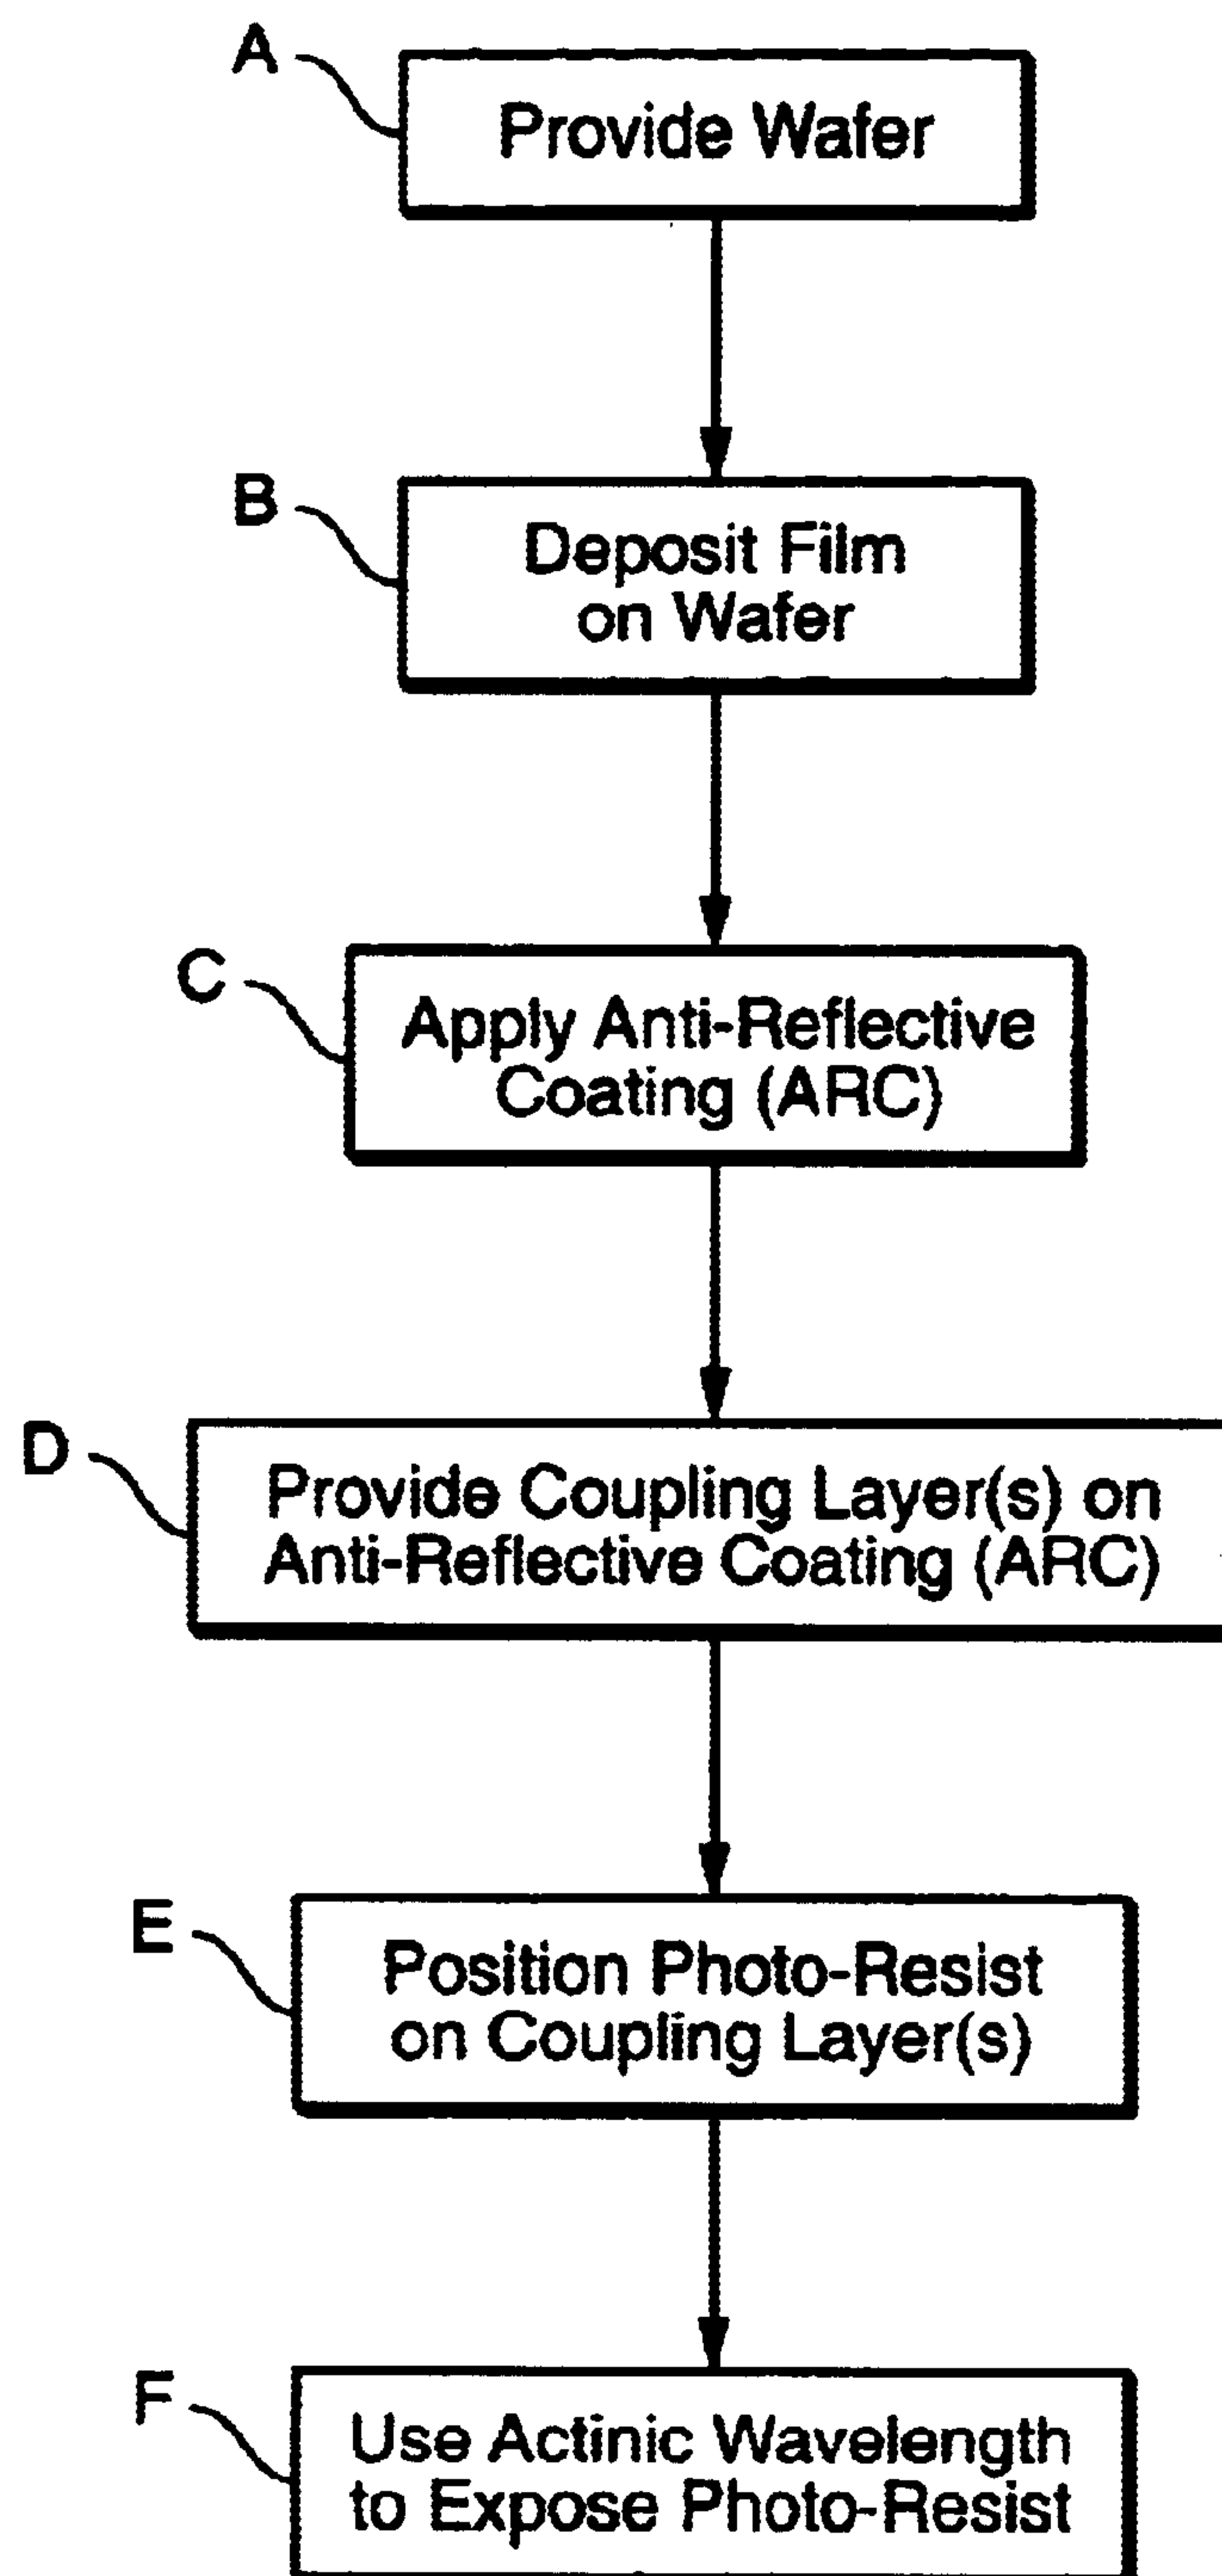 A
Provide Wafer
B
Deposit Film
on Wafer
C
Apply Anti-Reflective
Coating (ARC)
D
Provide Coupling Layer(s) on
Anti-Reflective Coating (ARC)
E
Position Photo-Resist
on Coupling Layer(s)
F
Use Actinic Wavelength
to Expose Photo-Resist